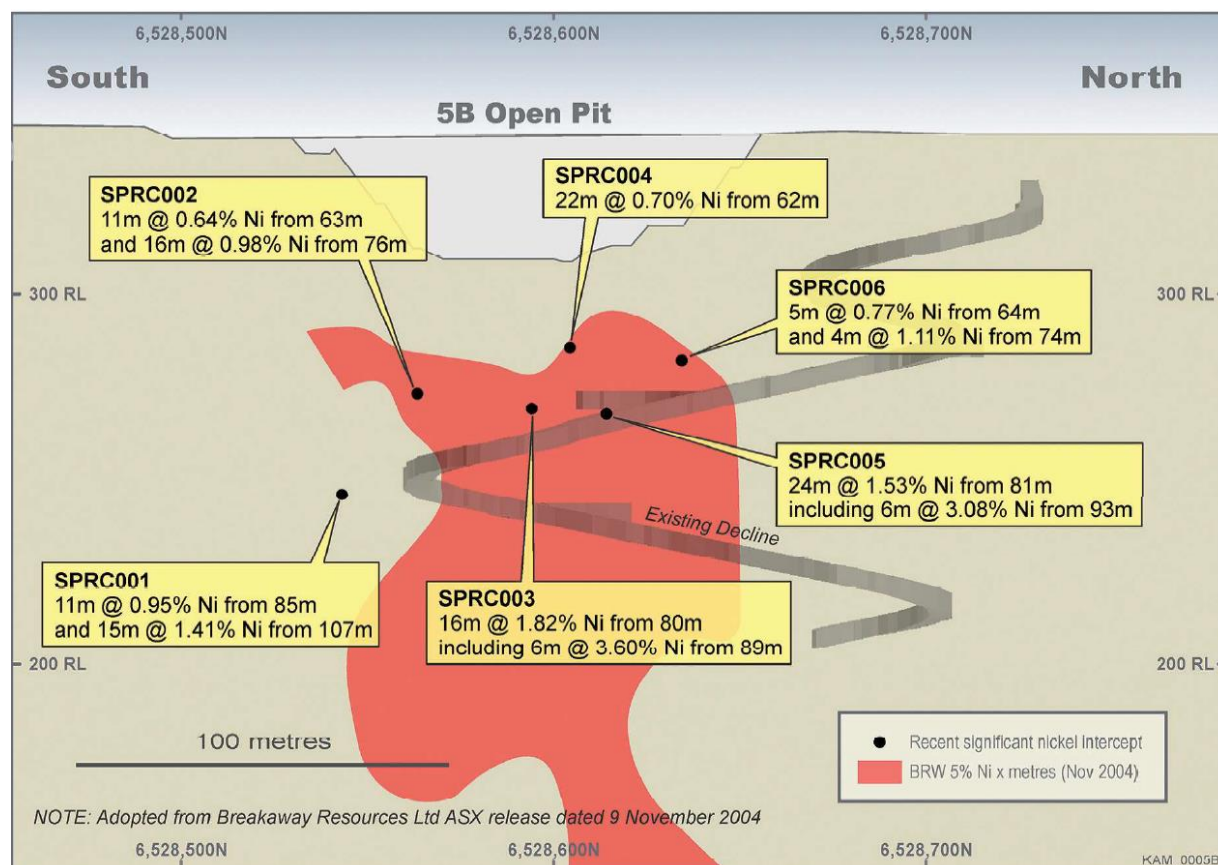 6,528,500N
6,528,600N
6,528,700N
South
North
5B Open Pit
SPRC002
11m @ 0.64% Ni from 63m
and 16m @ 0.98% Ni from 76m
SPRC004
22m @ 0.70% Ni from 62m
300 RL
300 RL
SPRC006
5m @ 0.77% Ni from 64m
and 4m @ 1.11% Ni from 74m
SPRC005
24m @ 1.53% Ni from 81m
including 6m @ 3.08% Ni from 93m
Existing Decline
SPRC001
11m @ 0.95% Ni from 85m
and 15m @ 1.41% Ni from 107m
SPRC003
16m @ 1.82% Ni from 80m
including 6m @ 3.60% Ni from 89m
200 RL
200 RL
100 metres
Recent significant nickel intercept
BRW 5% Ni x metres (Nov 2004)
NOTE: Adopted from Breakaway Resources Ltd ASX release dated 9 November 2004
6,528,500N
6,528,600N
6,528,700N